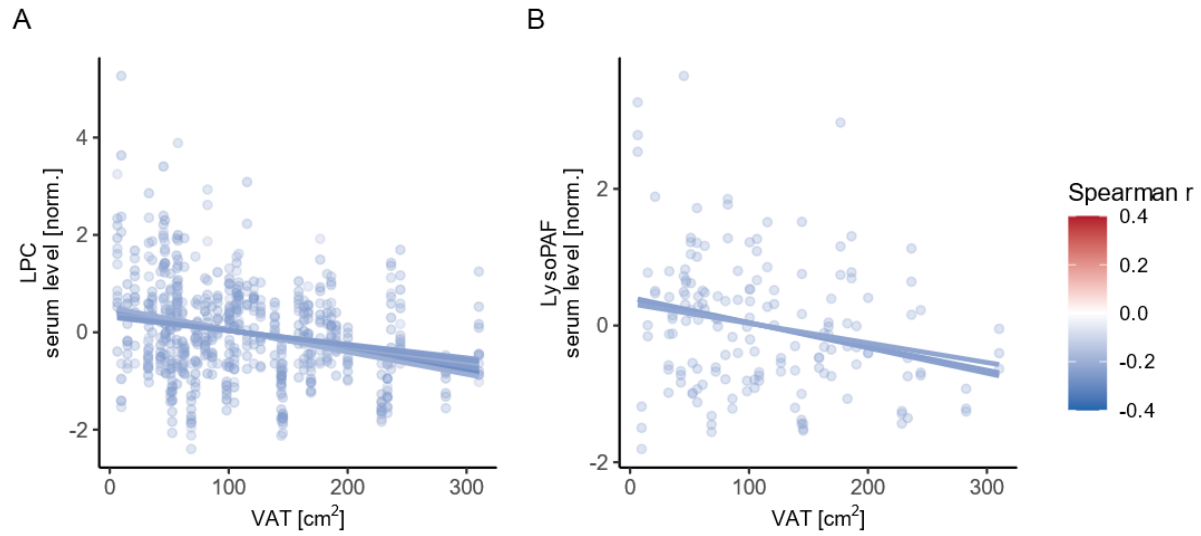 A
B
LPC
serum level [norm.]
4
2
0
-2
0
100
200
300
VAT [cm²]
LysoPAF
serum level [norm.]
2
0
-2
0
100
200
300
VAT [cm²]
Spearman r
0.4
0.2
0.0
-0.2
-0.4